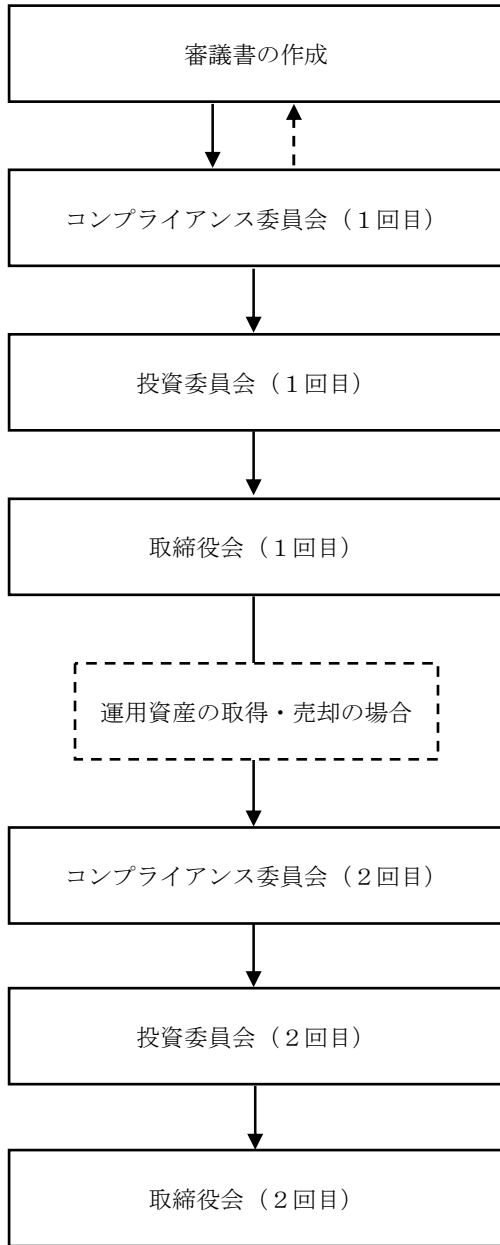 審議書の作成
コンプライアンス委員会（１回目）
投資委員会（１回目）
取締役会（１回目）
運用資産の取得・売却の場合
コンプライアンス委員会（２回目）
投資委員会（２回目）
取締役会（２回目）